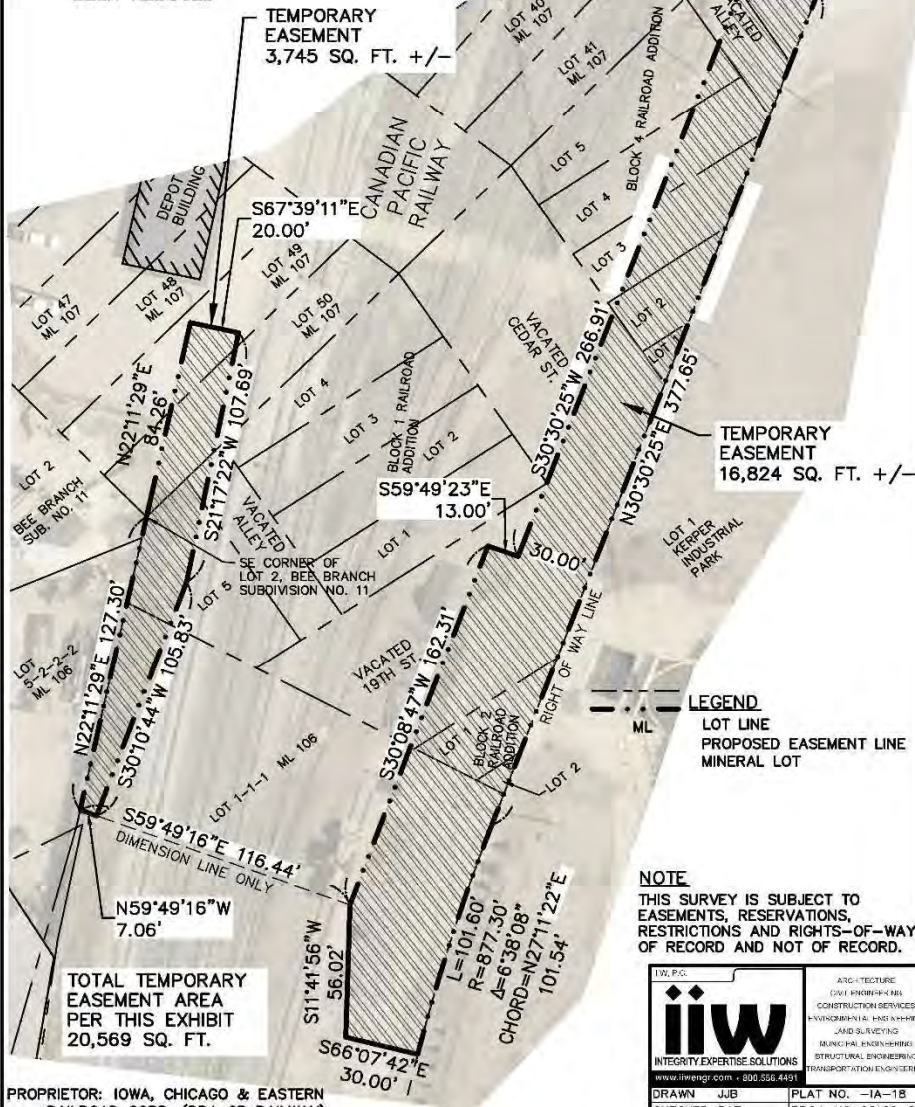 TEMPORARY
EASEMENT
3,745 SQ. FT. +/-
LOT 40
ML 107
LOT 41
ML 107
VACATED
ALLEY
BLOCK 4 RAILROAD ADDITION
LOT 5
LOT 4
LOT 3
LOT 2
CANADIAN
PACIFIC
RAILWAY
DEPOT
BUILDING
S67°39'11"E
20.00'
LOT 47
ML 107
LOT 48
ML 107
LOT 49
ML 107
LOT 50
ML 107
N22°11'29"E
84.26'
S21°17'22"W 107.69'
LOT 4
LOT 3
LOT 2
LOT 1
BLOCK 1 RAILROAD
ADDITION
VACATED
CEDAR ST.
S30°30'25"W 266.91'
N30°30'25"E 377.65'
TEMPORARY
EASEMENT
16,824 SQ. FT. +/-
LOT 2
BEE BRANCH
SUB. NO. 11
VACATED
ALLEY
S59°49'23"E
13.00'
30.00'
LOT 1
KERPER
INDUSTRIAL
PARK
SE CORNER OF
LOT 2, BEE BRANCH
SUBDIVISION NO. 11
LOT 5
LOT
5-2-2-2
ML 106
N22°11'29"E 127.30'
S30°10'44"W 105.83'
VACATED
19TH ST.
S30°08'47"W 162.31'
RIGHT OF WAY LINE
LOT 1
BLOCK 2
RAILROAD
ADDITION
LOT 2
LOT 1-1-1 ML 106
LEGEND
LOT LINE
PROPOSED EASEMENT LINE
ML MINERAL LOT
S59°49'16"E 116.44'
DIMENSION LINE ONLY
N59°49'16"W
7.06'
S11°41'56"W
56.02'
L=101.60'
R=877.30'
Δ=6°38'08"
CHORD=N27°11'22"E
101.54'
S66°07'42"E
30.00'
TOTAL TEMPORARY
EASEMENT AREA
PER THIS EXHIBIT
20,569 SQ. FT.
NOTE
THIS SURVEY IS SUBJECT TO
EASEMENTS, RESERVATIONS,
RESTRICTIONS AND RIGHTS-OF-WAY
OF RECORD AND NOT OF RECORD.
IIW, P.C.
iiw
INTEGRITY.EXPERTISE.SOLUTIONS
www.iiwengr.com • 800.556.4491
ARCHITECTURE
CIVIL ENGINEERING
CONSTRUCTION SERVICES
ENVIRONMENTAL ENGINEERING
LAND SURVEYING
MUNICIPAL ENGINEERING
STRUCTURAL ENGINEERING
TRANSPORTATION ENGINEERING
DRAWN JJB
PLAT NO. -IA-18
PROPRIETOR: IOWA, CHICAGO & EASTERN